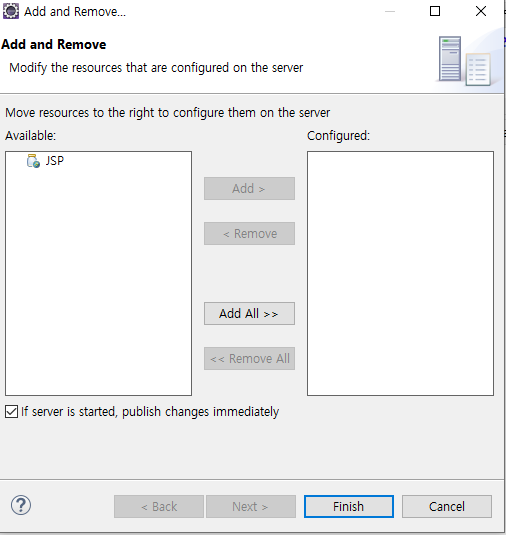 Add and Remove...
Add and Remove
Modify the resources that are configured on the server
Move resources to the right to configure them on the server
Available:
Configured:
JSP
Add >
< Remove
Add All >>
<< Remove All
If server is started, publish changes immediately
?
< Back
Next >
Finish
Cancel